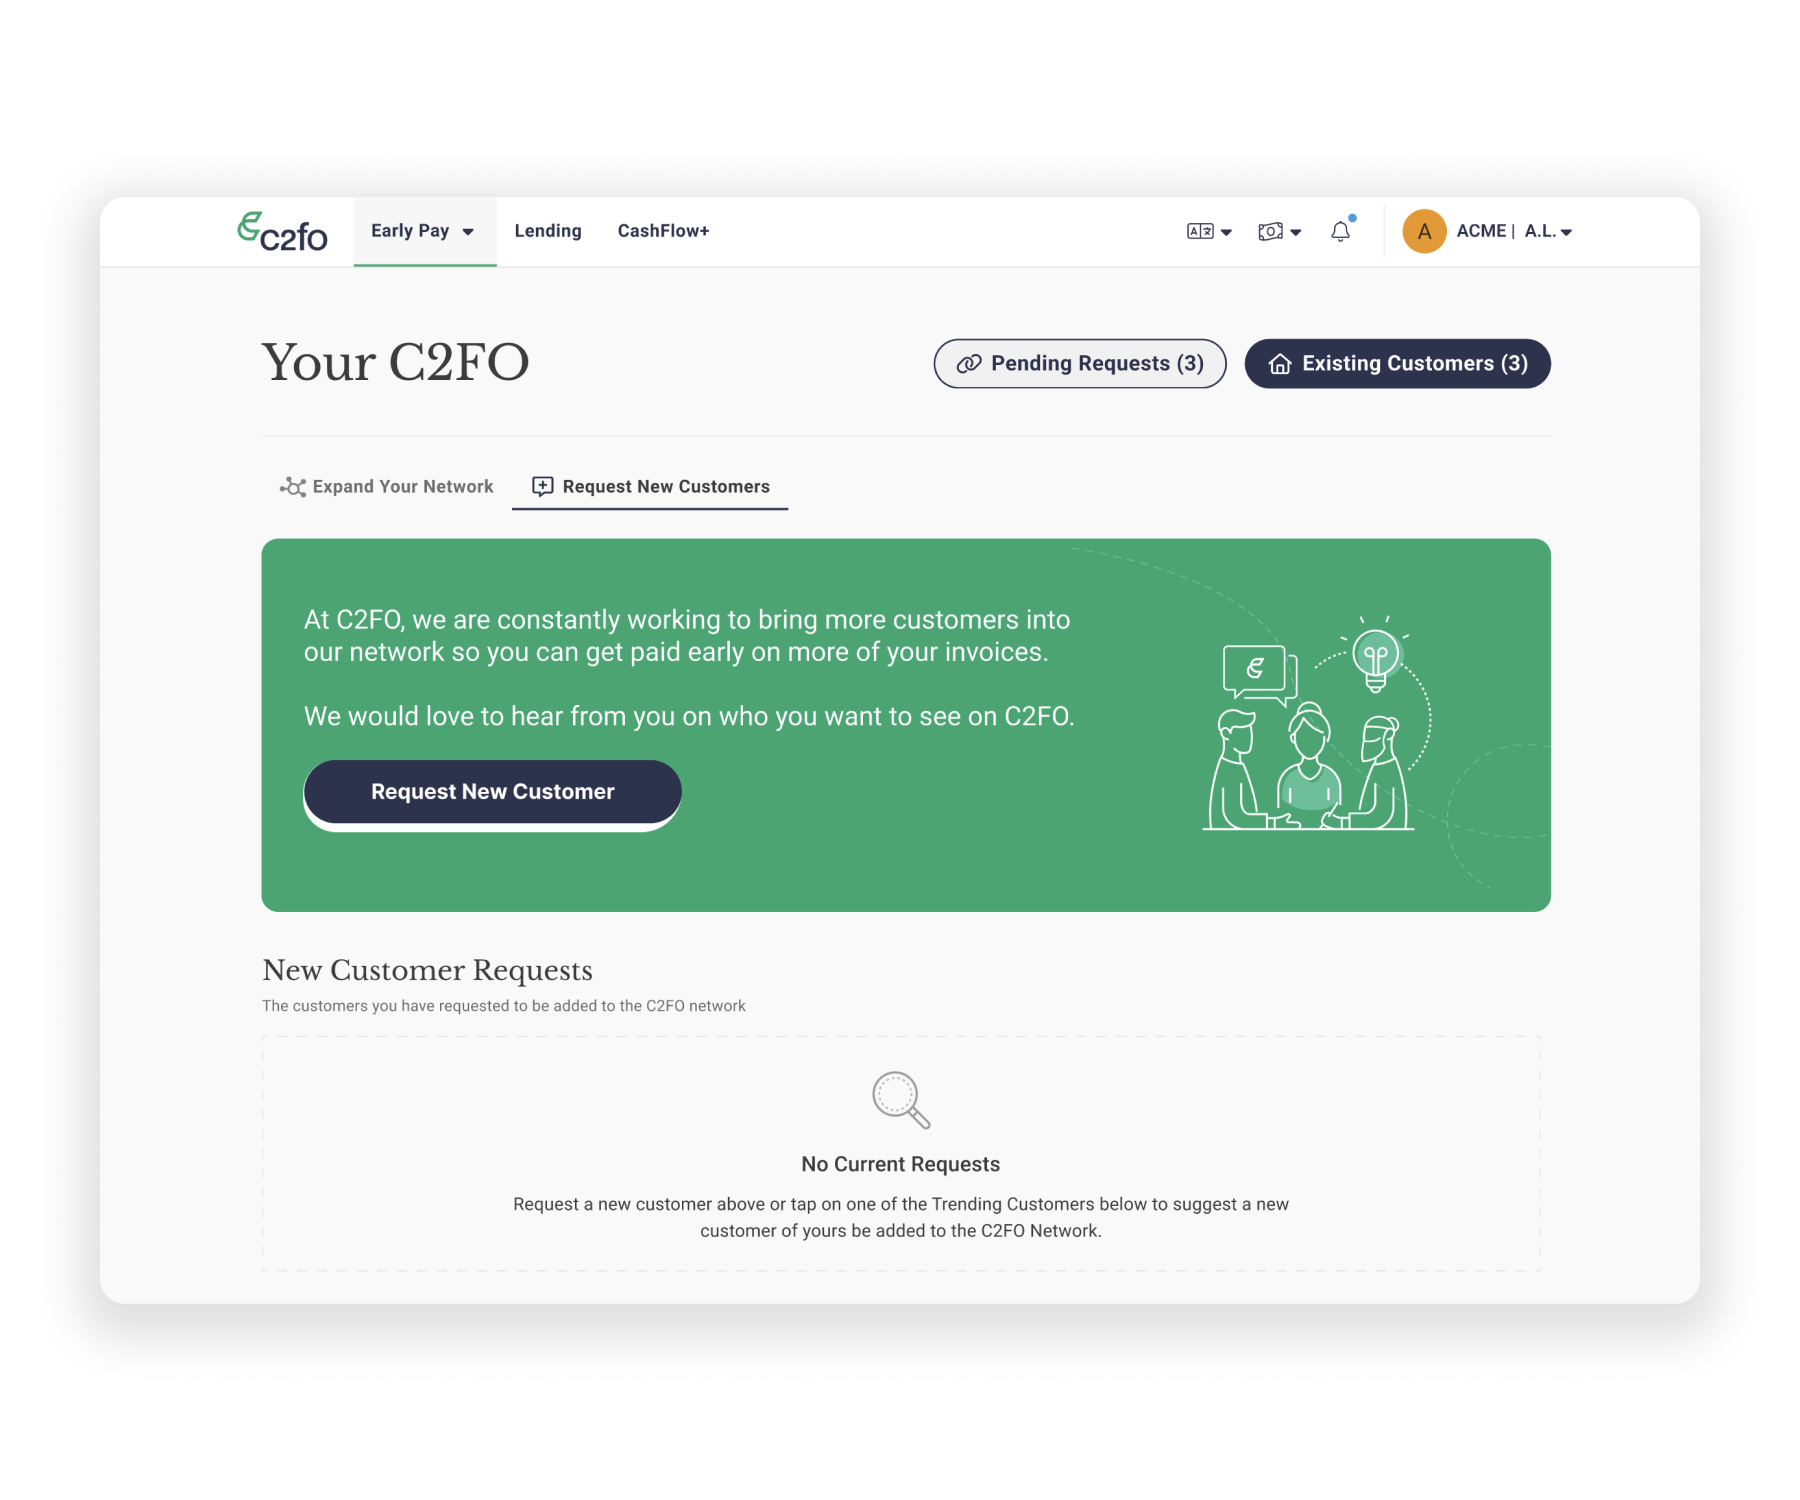 c2fo
Early Pay
Lending
CashFlow+
A
ACME | A.L.
Your C2FO
Pending Requests (3)
Existing Customers (3)
Expand Your Network
Request New Customers
At C2FO, we are constantly working to bring more customers into
our network so you can get paid early on more of your invoices.
We would love to hear from you on who you want to see on C2FO.
Request New Customer
New Customer Requests
The customers you have requested to be added to the C2FO network
No Current Requests
Request a new customer above or tap on one of the Trending Customers below to suggest a new
customer of yours be added to the C2FO Network.